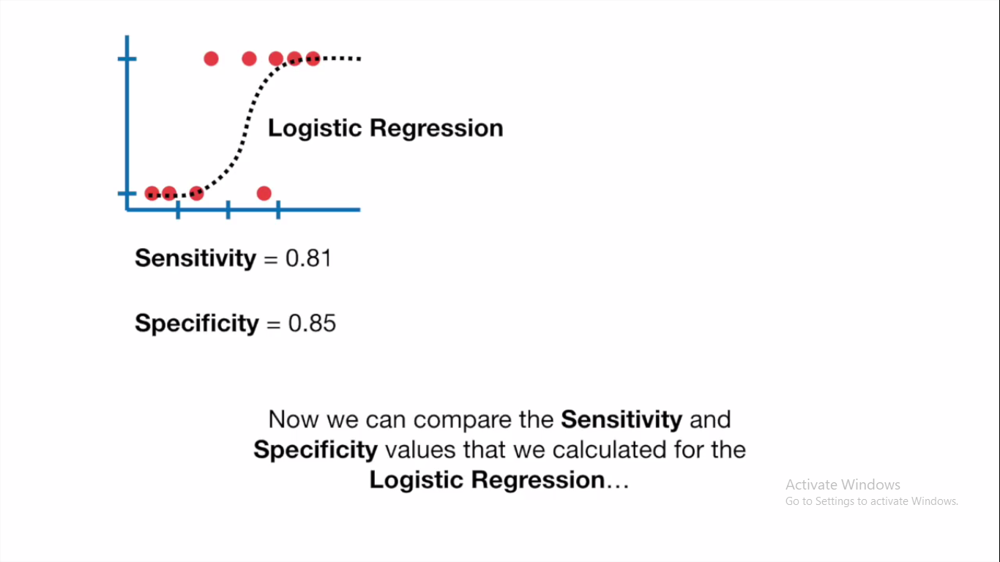 Logistic Regression
Sensitivity = 0.81
Specificity = 0.85
Now we can compare the Sensitivity and
Specificity values that we calculated for the
Logistic Regression…
Activate Windows
Go to Settings to activate Windows.